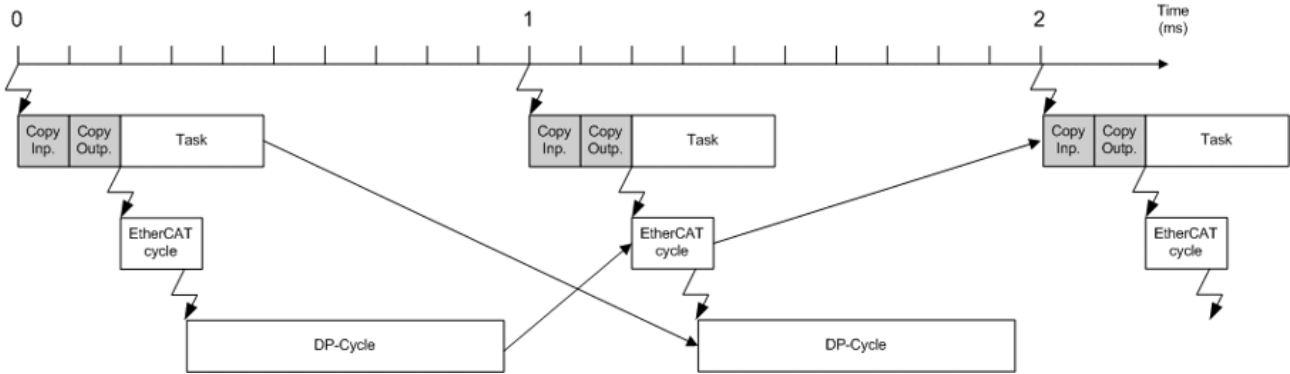 0
1
2
Time
(ms)
Copy
Inp.
Copy
Outp.
Task
Copy
Inp.
Copy
Outp.
Task
Copy
Inp.
Copy
Outp.
Task
EtherCAT
cycle
EtherCAT
cycle
EtherCAT
cycle
DP-Cycle
DP-Cycle